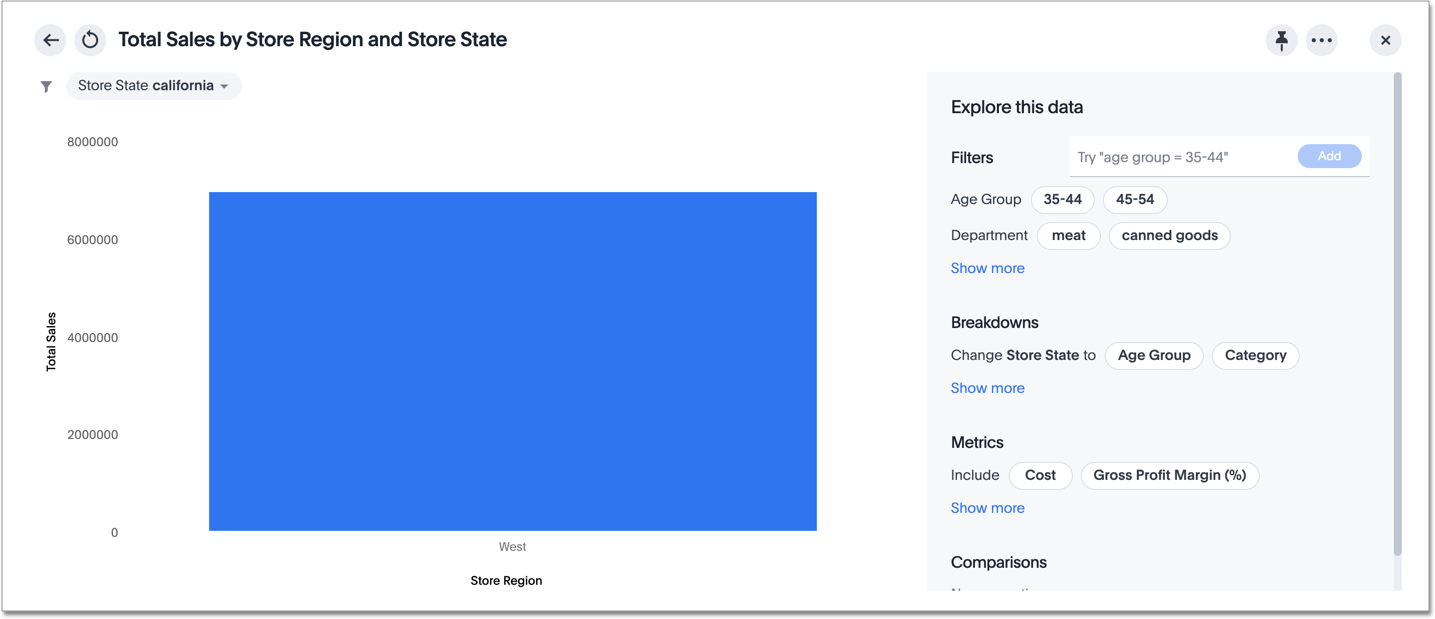 Total Sales by Store Region and Store State
Store State california
8000000
6000000
4000000
2000000
0
Total Sales
West
Store Region
Explore this data
Filters
Try "age group = 35-44"
Add
Age Group 35-44 45-54
Department meat canned goods
Show more
Breakdowns
Change Store State to Age Group Category
Show more
Metrics
Include Cost Gross Profit Margin (%)
Show more
Comparisons